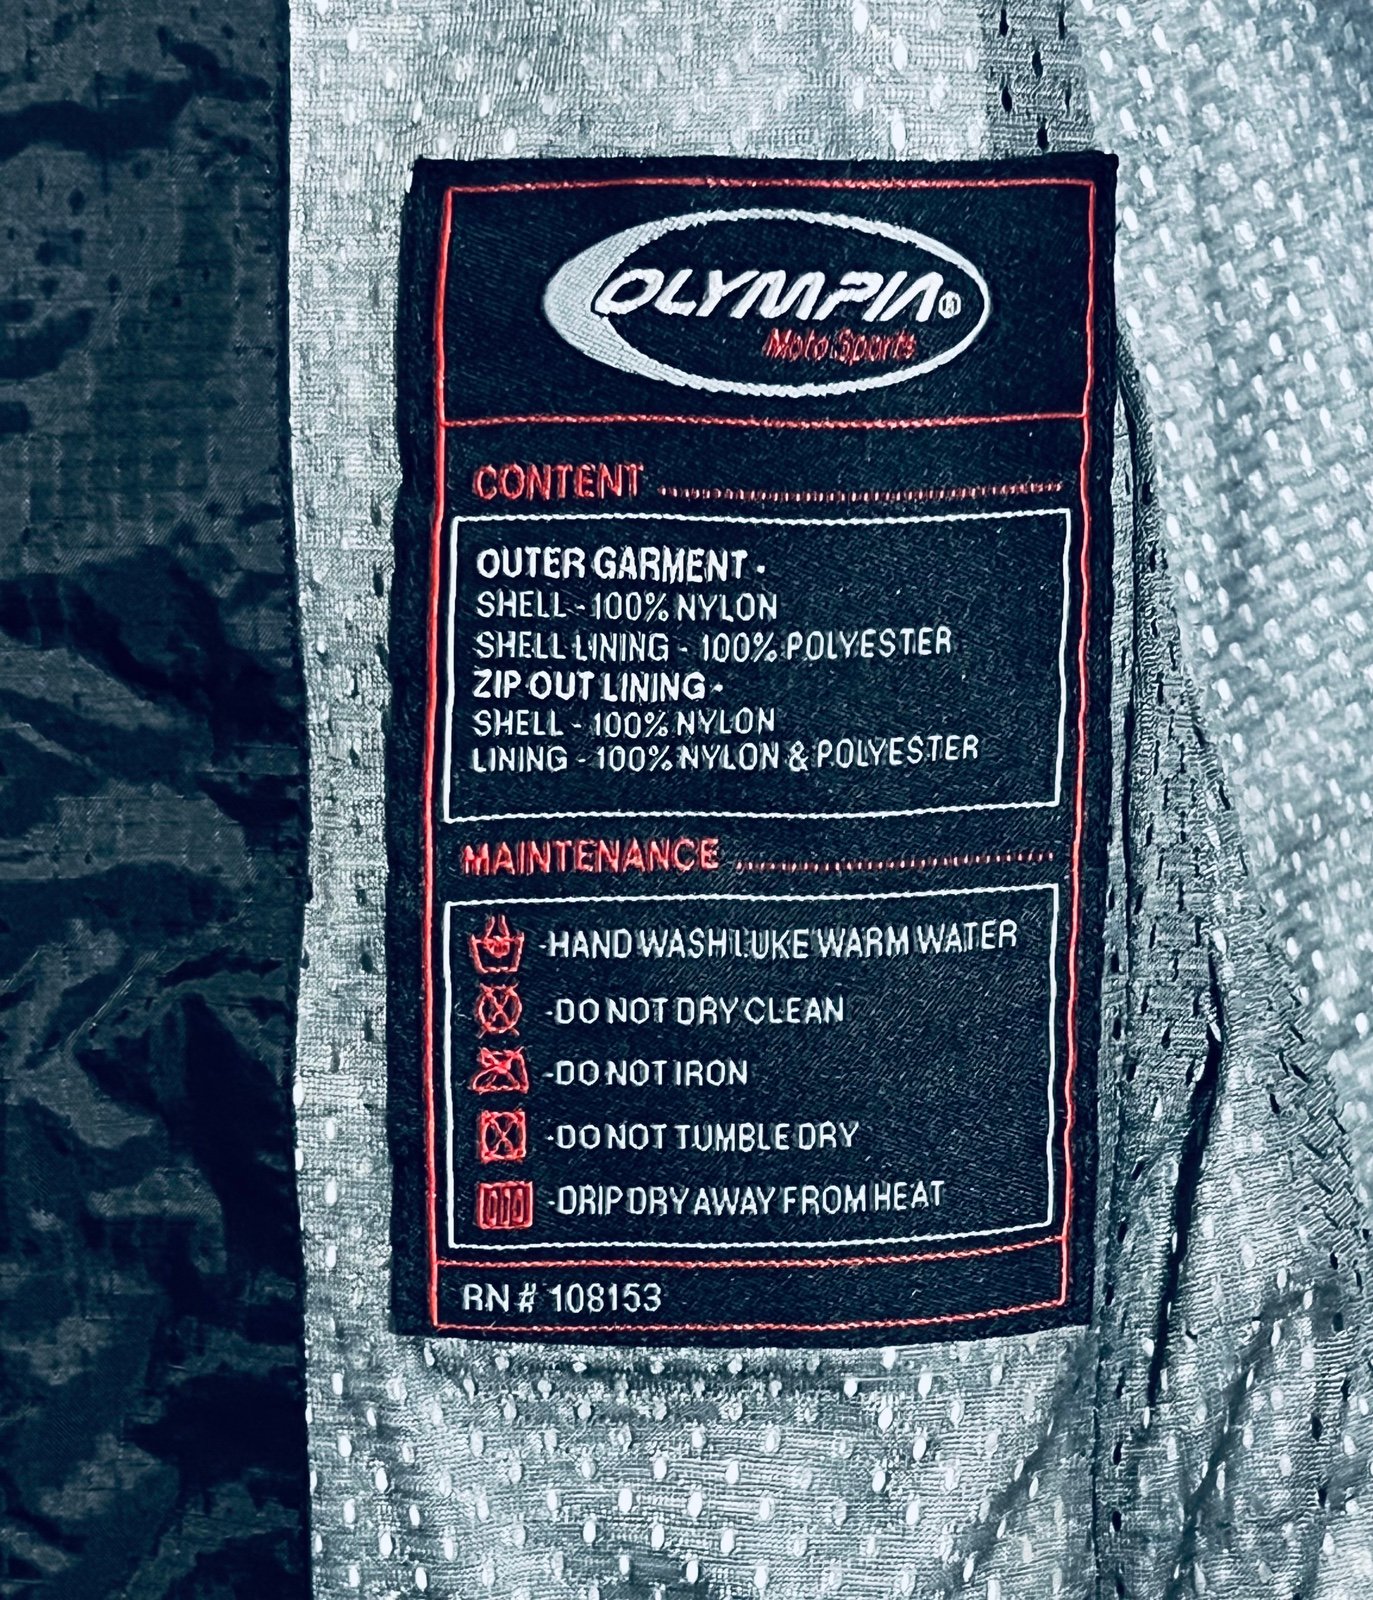 OLYMPIA®
Moto Sports
CONTENT
OUTER GARMENT -
SHELL - 100% NYLON
SHELL LINING - 100% POLYESTER
ZIP OUT LINING -
SHELL - 100% NYLON
LINING - 100% NYLON & POLYESTER
MAINTENANCE
-HAND WASH LUKE WARM WATER
-DO NOT DRY CLEAN
-DO NOT IRON
-DO NOT TUMBLE DRY
-DRIP DRY AWAY FROM HEAT
RN # 108153